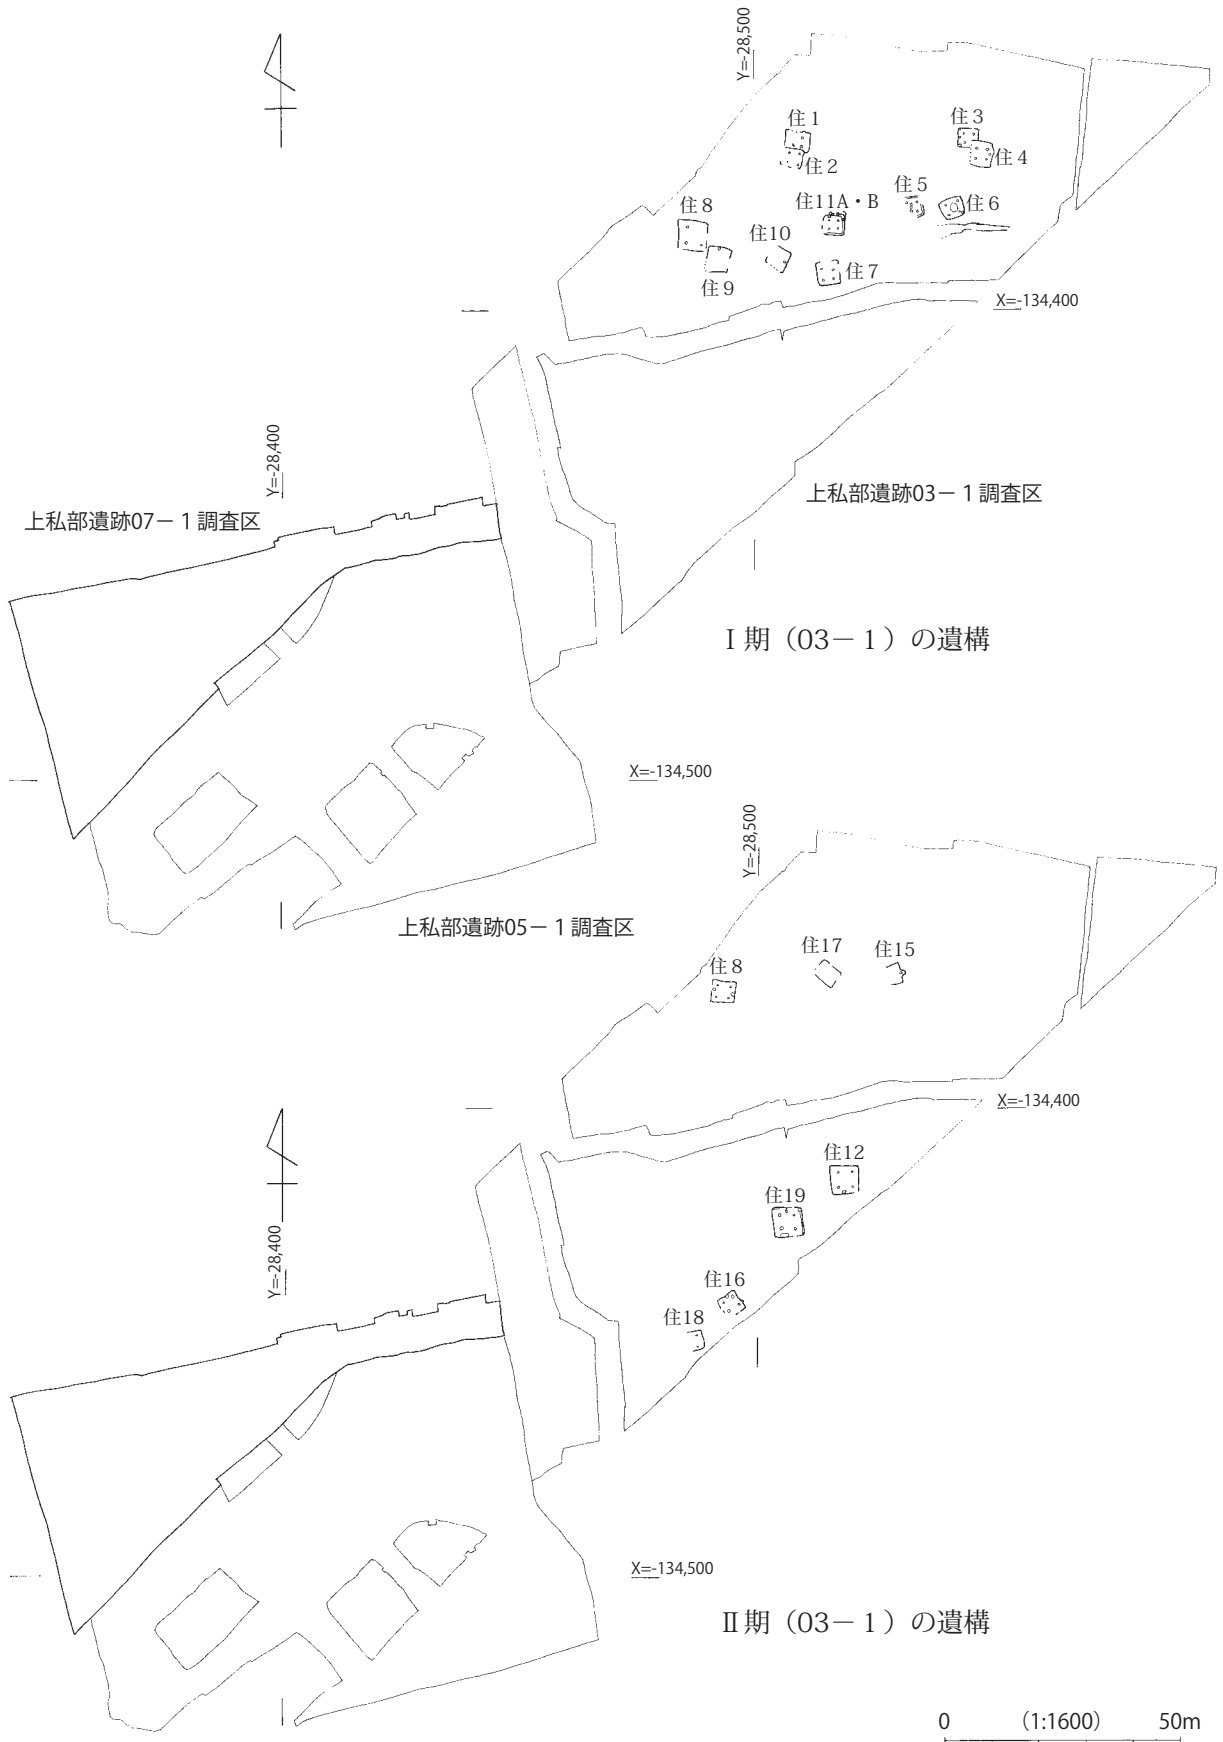 Y=-28,500
住1
住2
住3
住4
住5
住6
住11A・B
住8
住10
住9
住7
X=-134,400
Y=-28,400
上私部遺跡07－1調査区
上私部遺跡03－1調査区
Ⅰ期（03－1）の遺構
X=-134,500
上私部遺跡05－1調査区
Y=-28,500
住8
住17
住15
X=-134,400
住12
住19
住16
住18
Y=-28,400
X=-134,500
Ⅱ期（03－1）の遺構
0 (1:1600) 50m